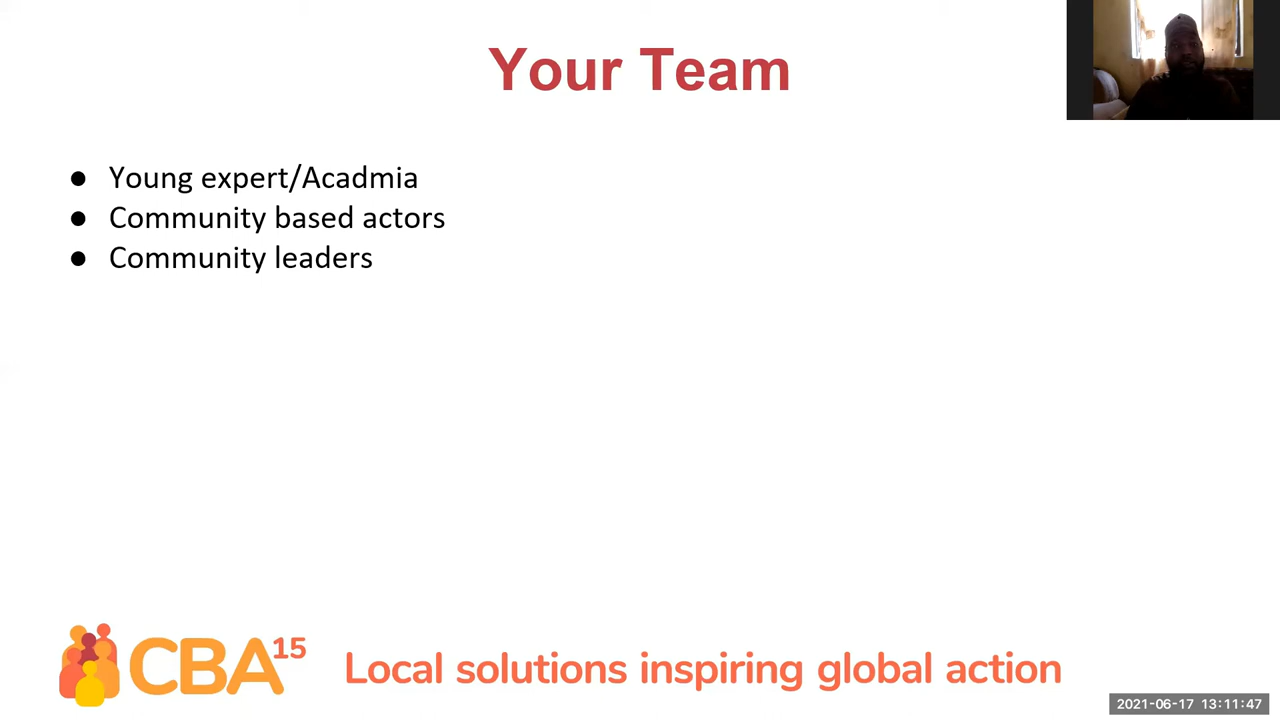 Your Team
● Young expert/Acadmia
● Community based actors
● Community leaders
CBA15
Local solutions inspiring global action
2021-06-17 13:11:47